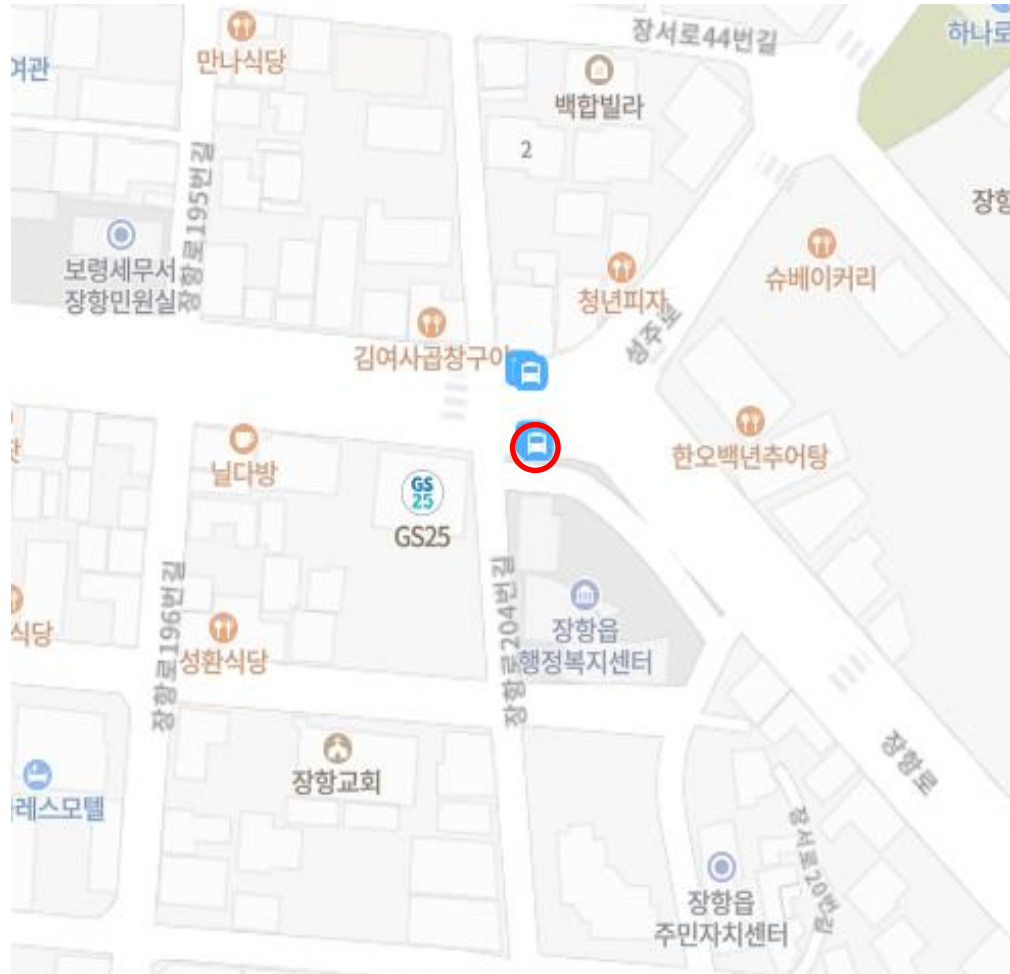 장서로44번길
하나로
만나식당
여관
백합빌라
2
장항로195번길
장항
보령세무서
장항민원실
슈베이커리
청년피자
성주로
김여사곱창구이
한오백년추어탕
닐다방
GS
25
GS25
장항로196번길
장항로204번길
식당
성환식당
장항읍
행정복지센터
장항교회
장항로
레스모텔
장서로20번길
장항읍
주민자치센터